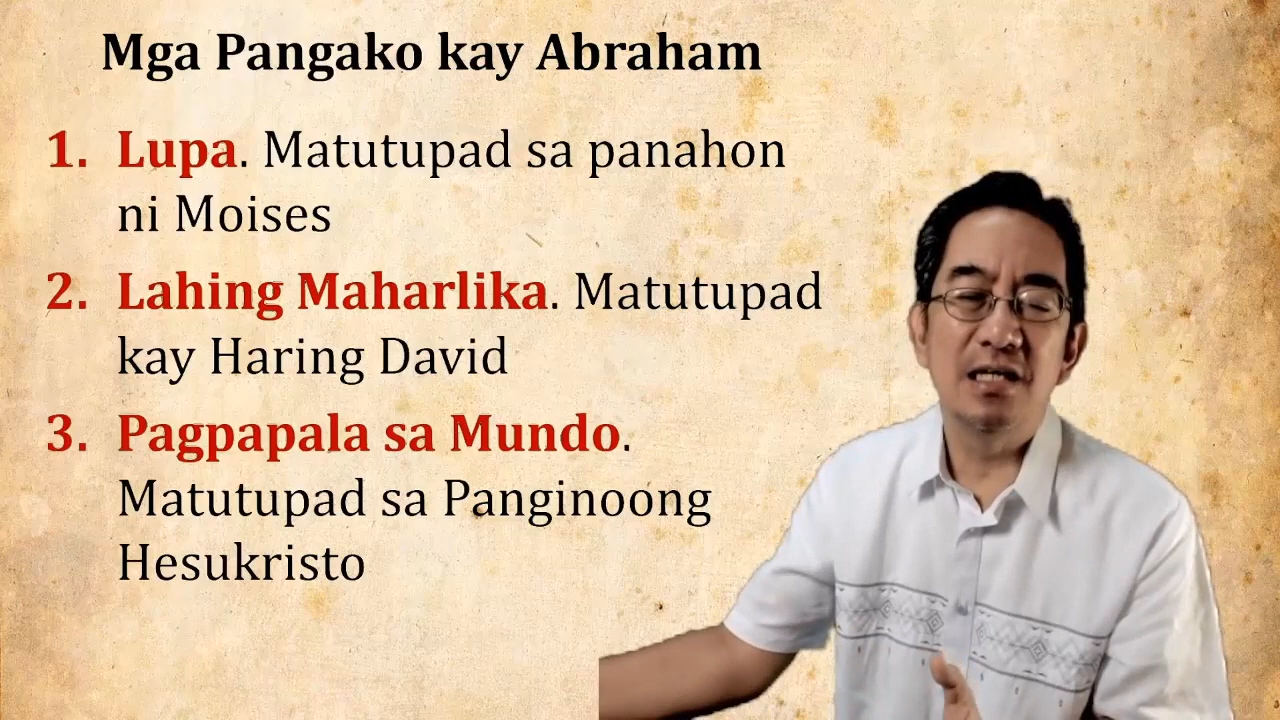 Mga Pangako kay Abraham
1. Lupa. Matutupad sa panahon
ni Moises
2. Lahing Maharlika. Matutupad
kay Haring David
3. Pagpapala sa Mundo.
Matutupad sa Panginoong
Hesukristo